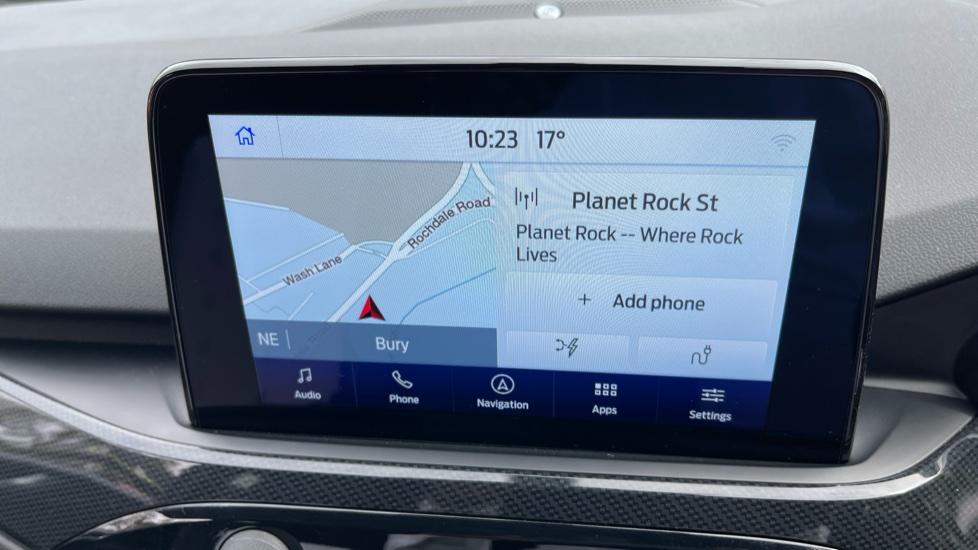 10:23 17°
Rochdale Road
Wash Lane
NE
Bury
Planet Rock St
Planet Rock -- Where Rock
Lives
+ Add phone
Audio
Phone
Navigation
Apps
Settings